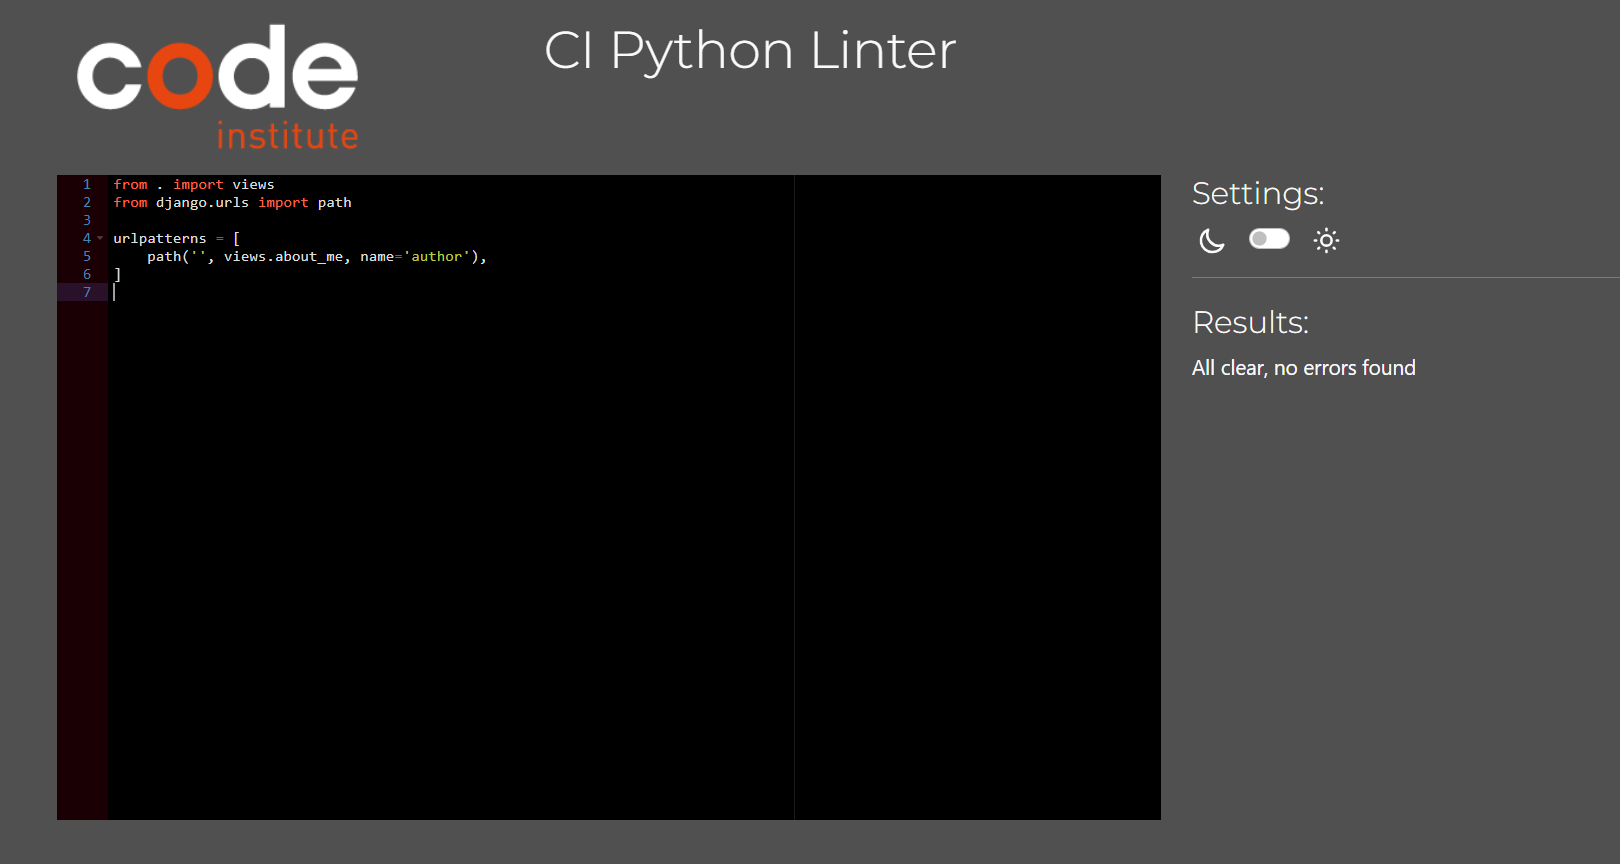 code
institute
CI Python Linter
1 from . import views
2 from django.urls import path
3
4 urlpatterns = [
5     path('', views.about_me, name='author'),
6 ]
7
Settings:
Results:
All clear, no errors found